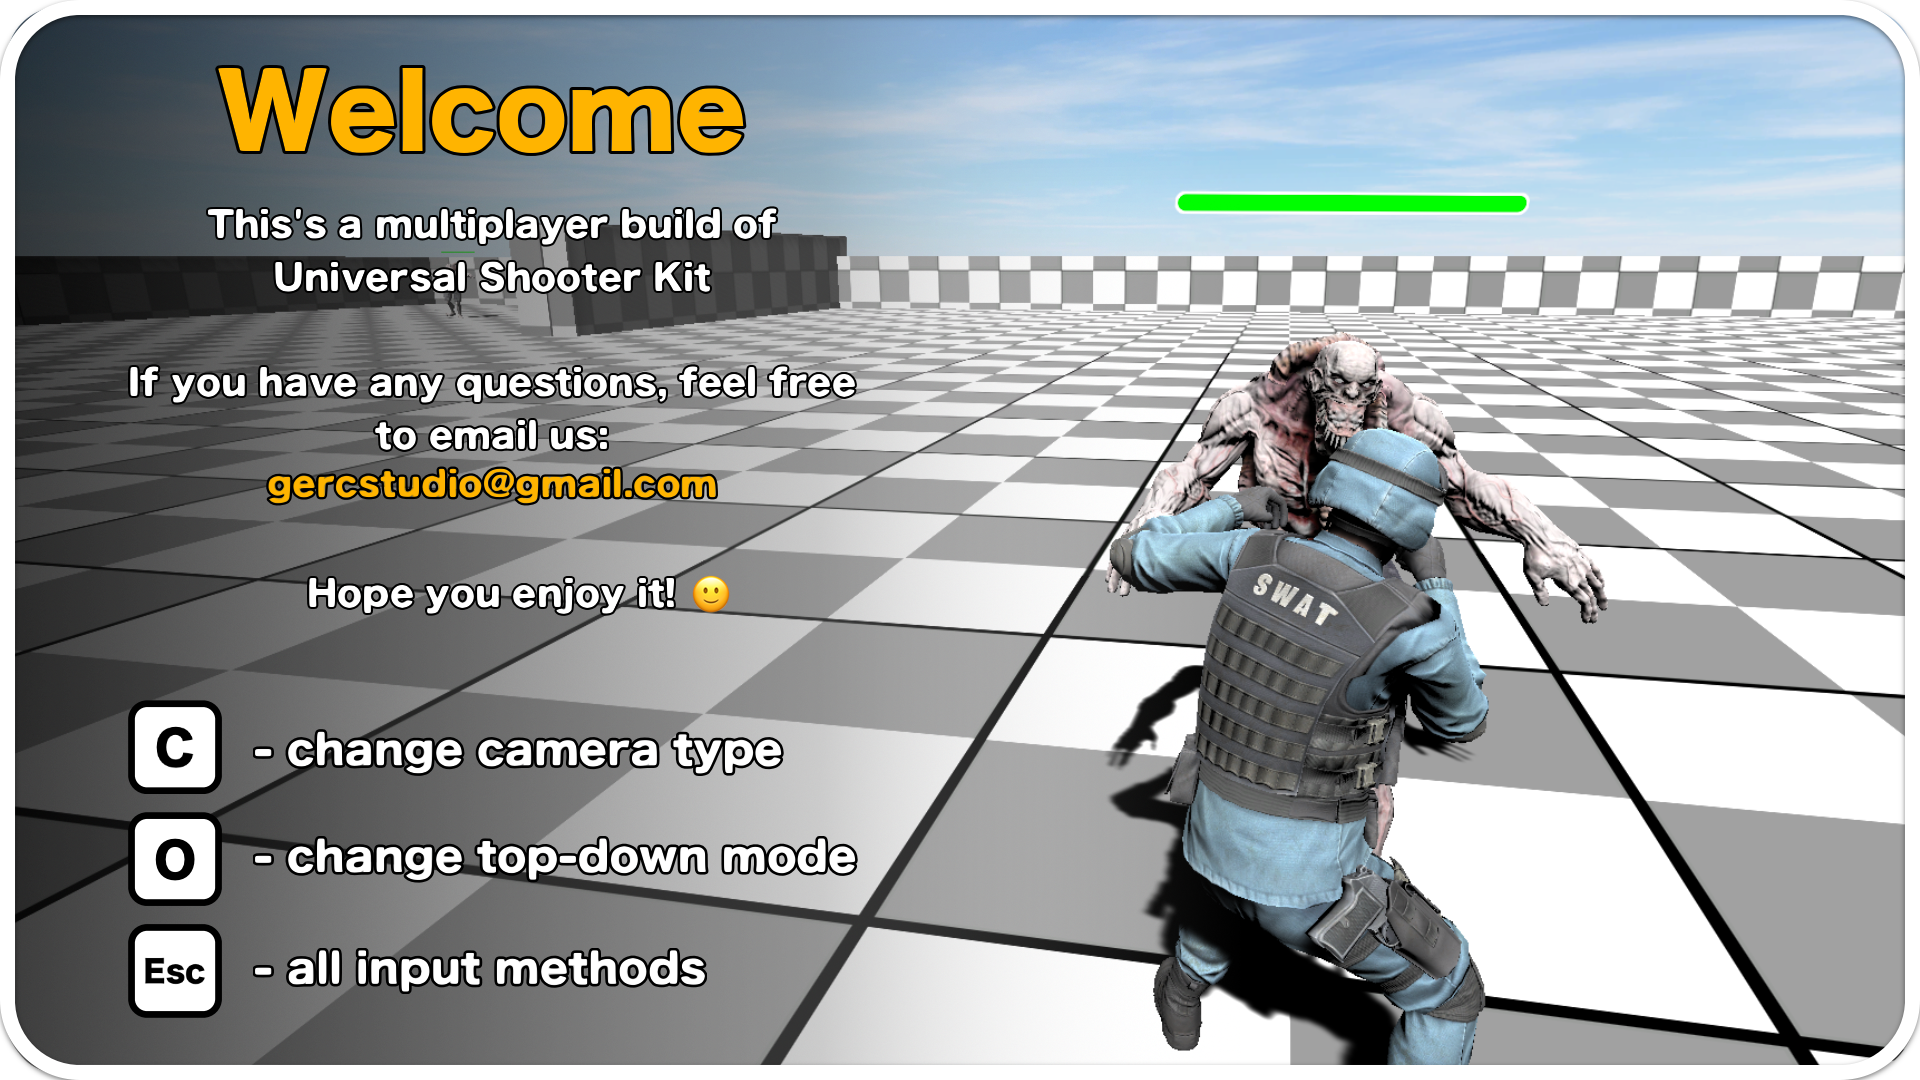 Welcome
This's a multiplayer build of
Universal Shooter Kit
If you have any questions, feel free
to email us:
gercstudio@gmail.com
Hope you enjoy it! 🙂
SWAT
C - change camera type
O - change top-down mode
Esc - all input methods